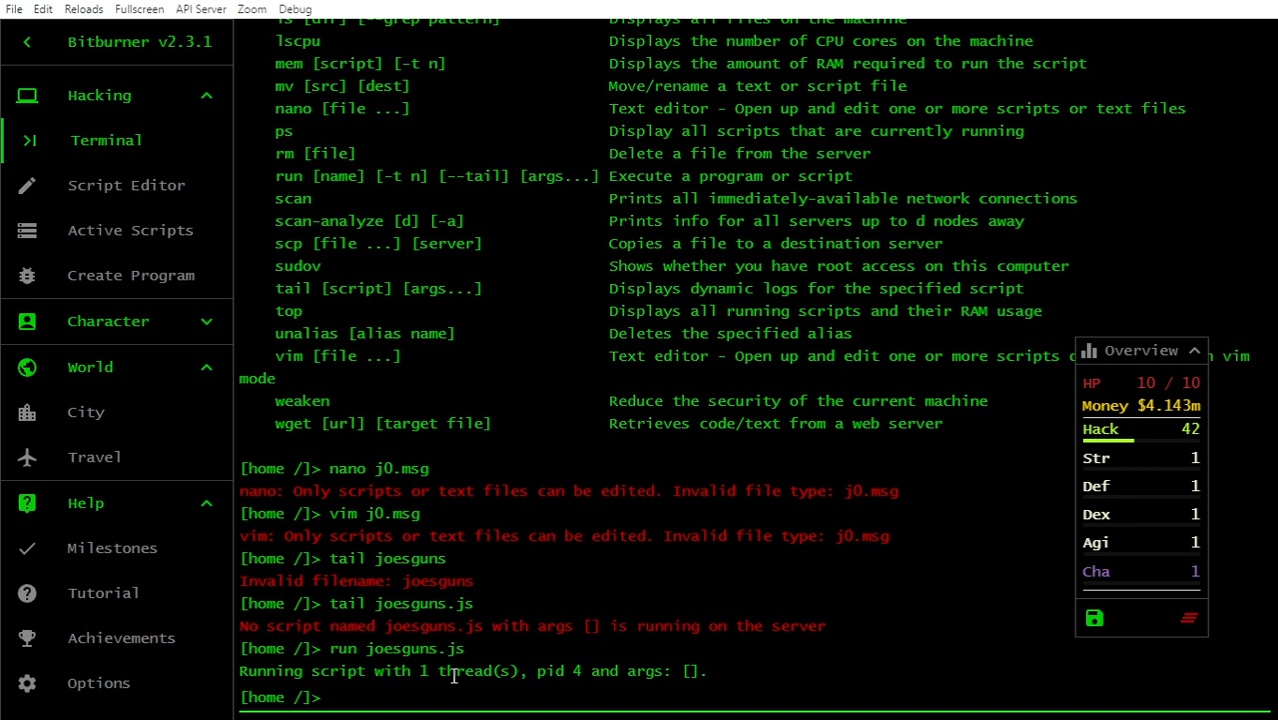 File Edit Reloads Fullscreen API Server Zoom Debug
Bitburner v2.3.1
Hacking
Terminal
Script Editor
Active Scripts
Create Program
Character
World
City
Travel
Help
Milestones
Tutorial
Achievements
Options
ls [dir] [--grep pattern] Displays all files on the machine
lscpu Displays the number of CPU cores on the machine
mem [script] [-t n] Displays the amount of RAM required to run the script
mv [src] [dest] Move/rename a text or script file
nano [file ...] Text editor - Open up and edit one or more scripts or text files
ps Display all scripts that are currently running
rm [file] Delete a file from the server
run [name] [-t n] [--tail] [args...] Execute a program or script
scan Prints all immediately-available network connections
scan-analyze [d] [-a] Prints info for all servers up to d nodes away
scp [file ...] [server] Copies a file to a destination server
sudov Shows whether you have root access on this computer
tail [script] [args...] Displays dynamic logs for the specified script
top Displays all running scripts and their RAM usage
unalias [alias name] Deletes the specified alias
vim [file ...] Text editor - Open up and edit one or more scripts vim
mode
weaken Reduce the security of the current machine
wget [url] [target file] Retrieves code/text from a web server
[home /]> nano j0.msg
nano: Only scripts or text files can be edited. Invalid file type: j0.msg
[home /]> vim j0.msg
vim: Only scripts or text files can be edited. Invalid file type: j0.msg
[home /]> tail joesguns
Invalid filename: joesguns
[home /]> tail joesguns.js
No script named joesguns.js with args [] is running on the server
[home /]> run joesguns.js
Running script with 1 thread(s), pid 4 and args: [].
[home /]>
Overview
HP 10 / 10
Money $4.143m
Hack 42
Str 1
Def 1
Dex 1
Agi 1
Cha 1